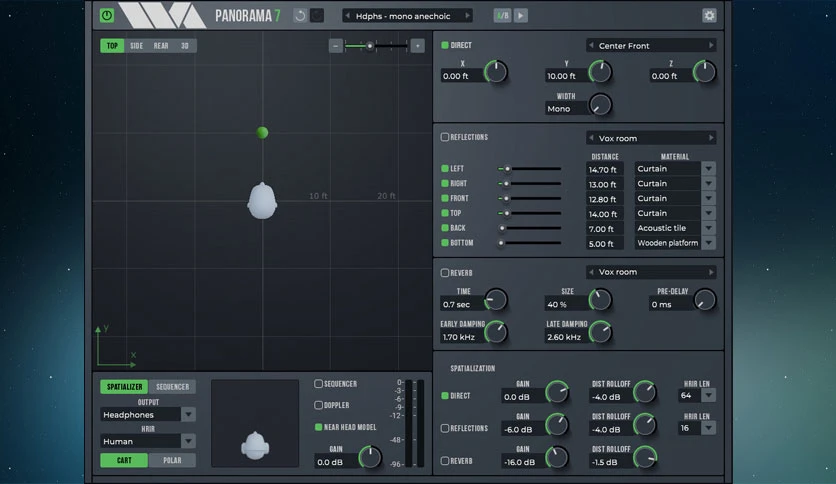 PANORAMA 7
Hdphs - mono anechoic
A/B
TOP SIDE REAR 3D
- +
10 ft 20 ft
y
x
DIRECT
Center Front
X Y Z
0.00 ft 10.00 ft 0.00 ft
WIDTH
Mono
REFLECTIONS
Vox room
DISTANCE MATERIAL
LEFT 14.70 ft Curtain
RIGHT 13.00 ft Curtain
FRONT 12.80 ft Curtain
TOP 14.00 ft Curtain
BACK 7.00 ft Acoustic tile
BOTTOM 5.00 ft Wooden platform
REVERB
Vox room
TIME SIZE PRE-DELAY
0.7 sec 40 % 0 ms
EARLY DAMPING LATE DAMPING
1.70 kHz 2.60 kHz
SPATIALIZER SEQUENCER
OUTPUT
Headphones
HRIR
Human
CART POLAR
SEQUENCER
DOPPLER
NEAR HEAD MODEL
GAIN
0.0 dB
0-
-3-
-6-
-9-
-12-
-48-
-96-
SPATIALIZATION
GAIN DIST ROLLOFF HRIR LEN
DIRECT 0.0 dB -4.0 dB 64
GAIN DIST ROLLOFF HRIR LEN
REFLECTIONS -6.0 dB -4.0 dB 16
GAIN DIST ROLLOFF
REVERB -16.0 dB -1.5 dB